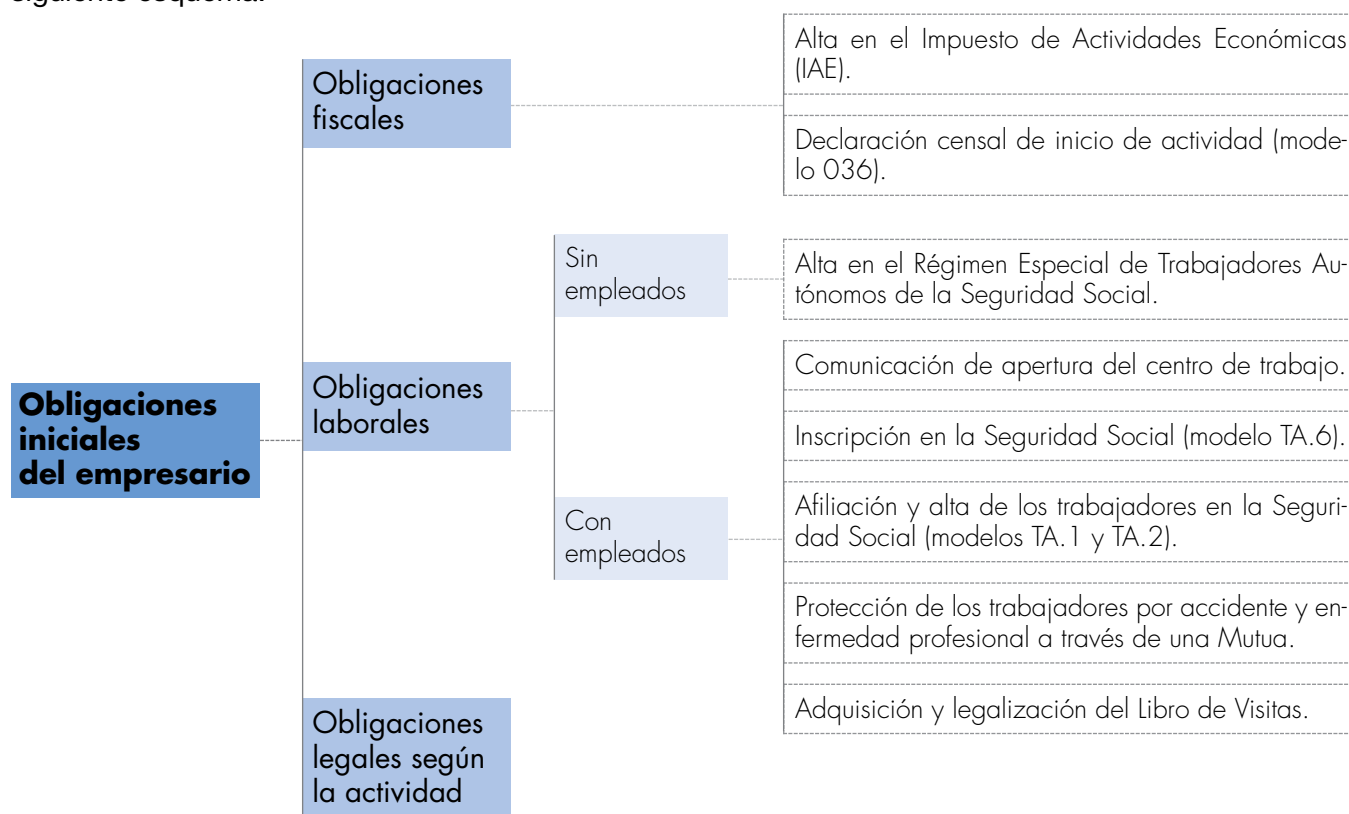 siguiente esquema:
Alta en el Impuesto de Actividades Económicas
(IAE).
Obligaciones
fiscales
Declaración censal de inicio de actividad (mode-
lo 036).
Sin
empleados
Alta en el Régimen Especial de Trabajadores Au-
tónomos de la Seguridad Social.
Obligaciones
iniciales
del empresario
Obligaciones
laborales
Comunicación de apertura del centro de trabajo.
Inscripción en la Seguridad Social (modelo TA.6).
Con
empleados
Afiliación y alta de los trabajadores en la Seguri-
dad Social (modelos TA.1 y TA.2).
Protección de los trabajadores por accidente y en-
fermedad profesional a través de una Mutua.
Adquisición y legalización del Libro de Visitas.
Obligaciones
legales según
la actividad